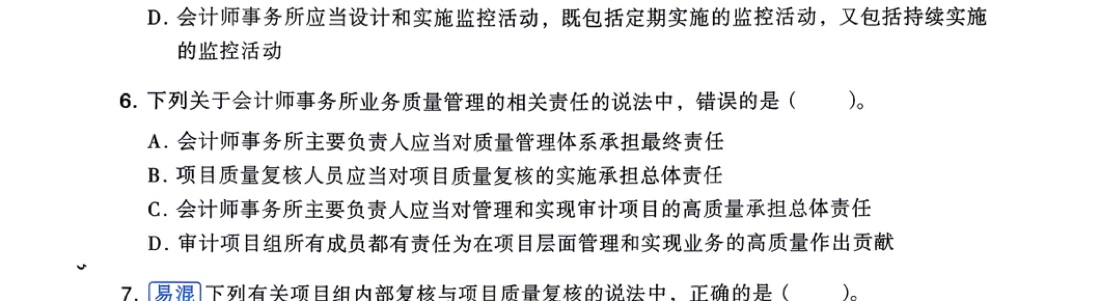 D. 会计师事务所应当设计和实施监控活动，既包括定期实施的监控活动，又包括持续实施
的监控活动
6. 下列关于会计师事务所业务质量管理的相关责任的说法中，错误的是（　　）。
A. 会计师事务所主要负责人应当对质量管理体系承担最终责任
B. 项目质量复核人员应当对项目质量复核的实施承担总体责任
C. 会计师事务所主要负责人应当对管理和实现审计项目的高质量承担总体责任
D. 审计项目组所有成员都有责任为在项目层面管理和实现业务的高质量作出贡献
7. 易混 下列有关项目组内部复核与项目质量复核的说法中，正确的是（　　）。